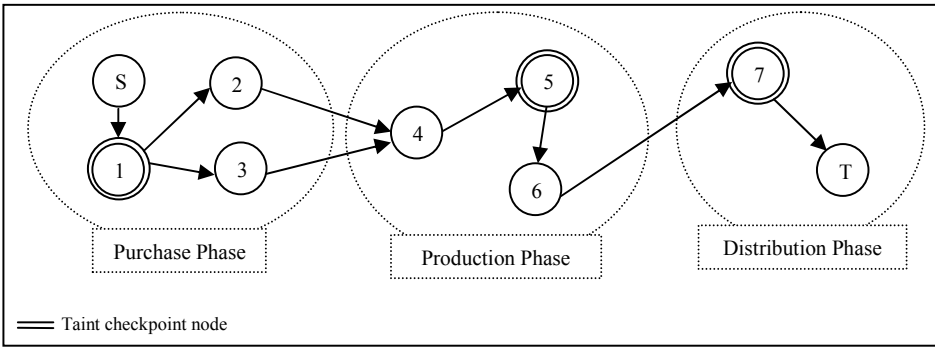 S
2
1
3
4
5
6
7
T
Purchase Phase
Production Phase
Distribution Phase
Taint checkpoint node